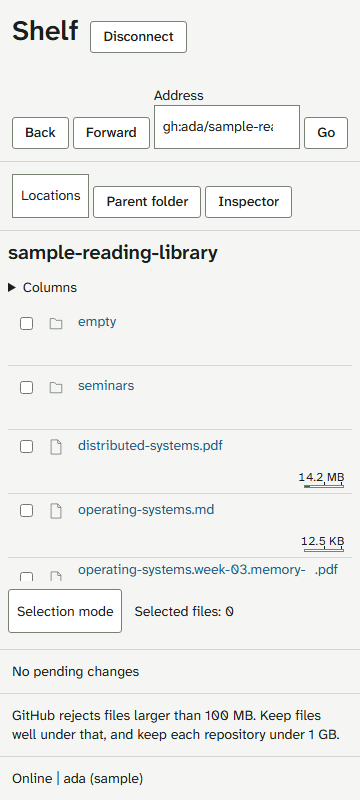 Shelf
Disconnect
Address
Back
Forward
gh:ada/sample-rea
Go
Locations
Parent folder
Inspector
sample-reading-library
Columns
empty
seminars
distributed-systems.pdf
14.2 MB
operating-systems.md
12.5 KB
operating-systems.week-03.memory- .pdf
Selection mode
Selected files: 0
No pending changes
GitHub rejects files larger than 100 MB. Keep files
well under that, and keep each repository under 1 GB.
Online | ada (sample)